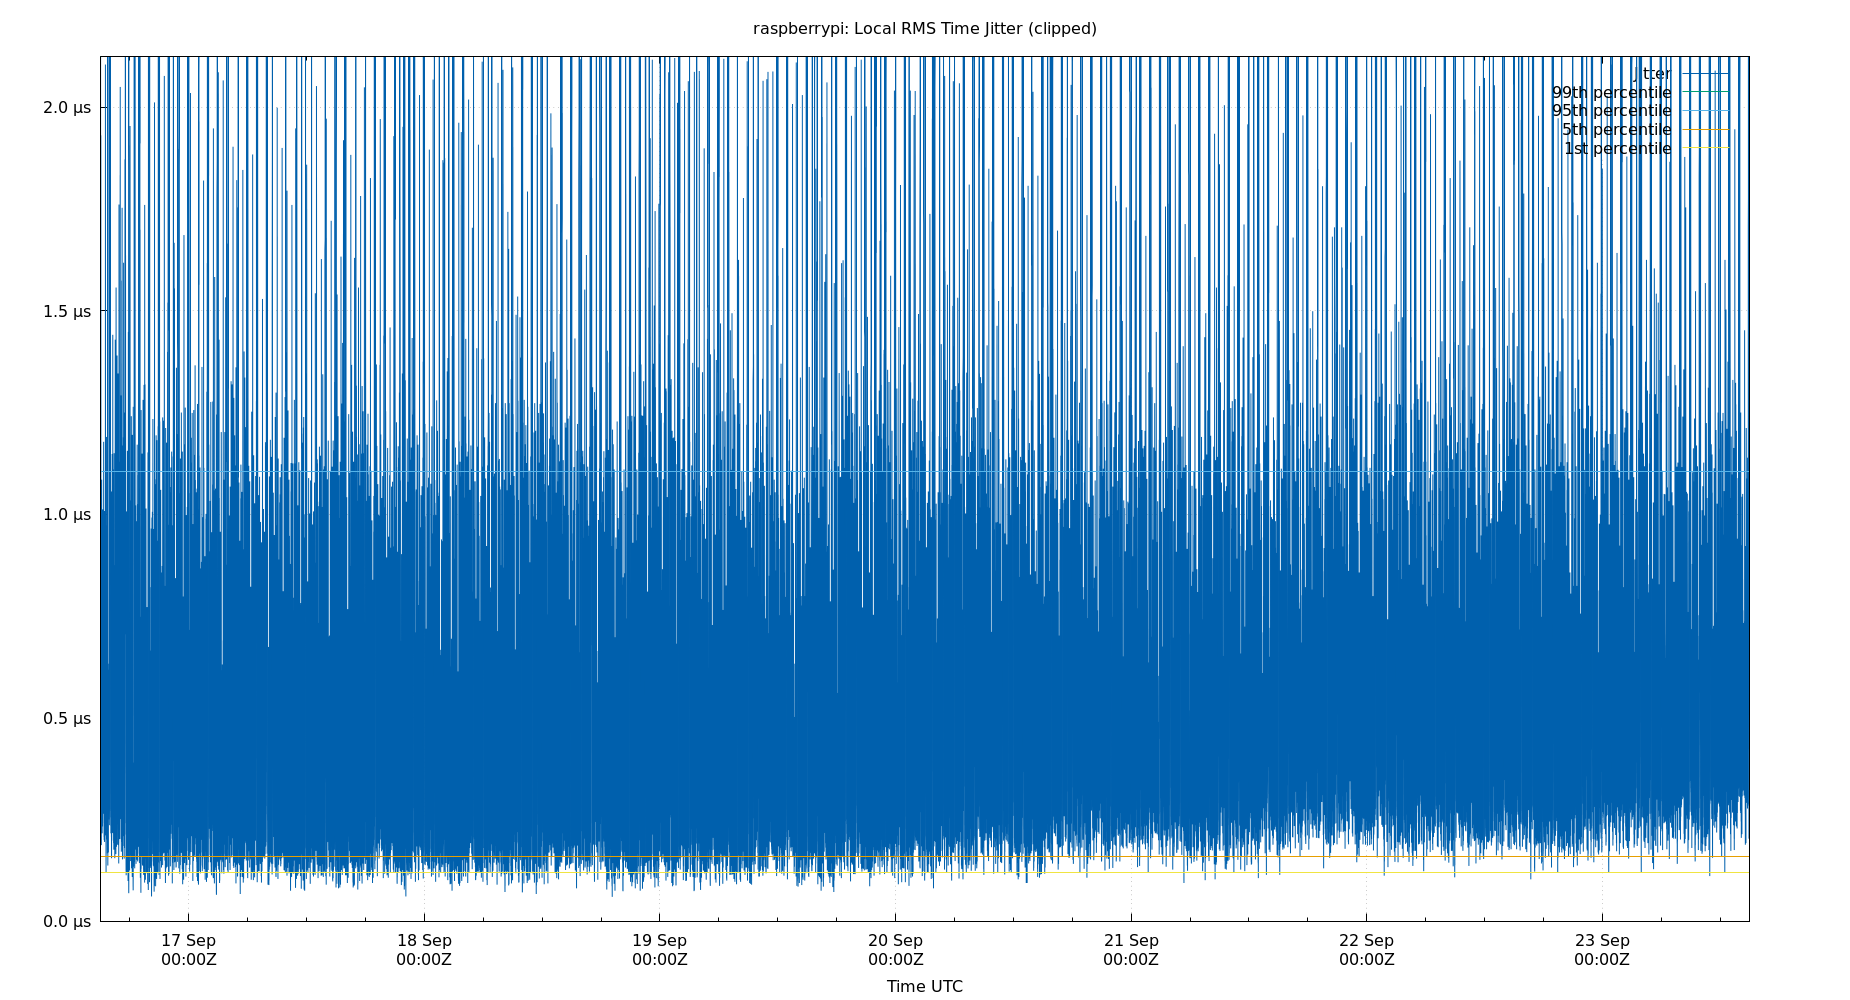 raspberrypi: Local RMS Time Jitter (clipped)
jitter
99th percentile
95th percentile
5th percentile
1st percentile
2.0 µs
1.5 µs
1.0 µs
0.5 µs
0.0 µs
17 Sep 18 Sep 19 Sep 20 Sep 21 Sep 22 Sep 23 Sep
00:00Z 00:00Z 00:00Z 00:00Z 00:00Z 00:00Z 00:00Z
Time UTC